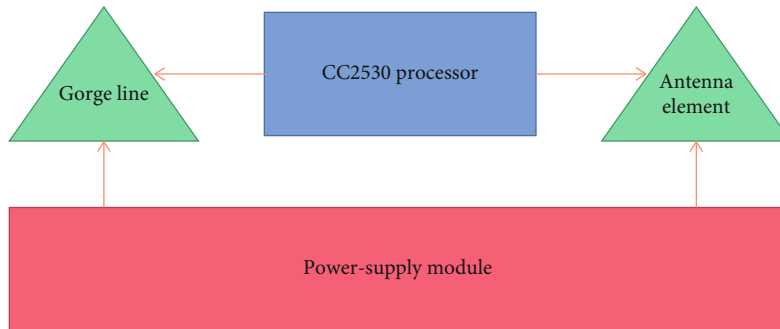 Gorge line
CC2530 processor
Antenna
element
Power-supply module